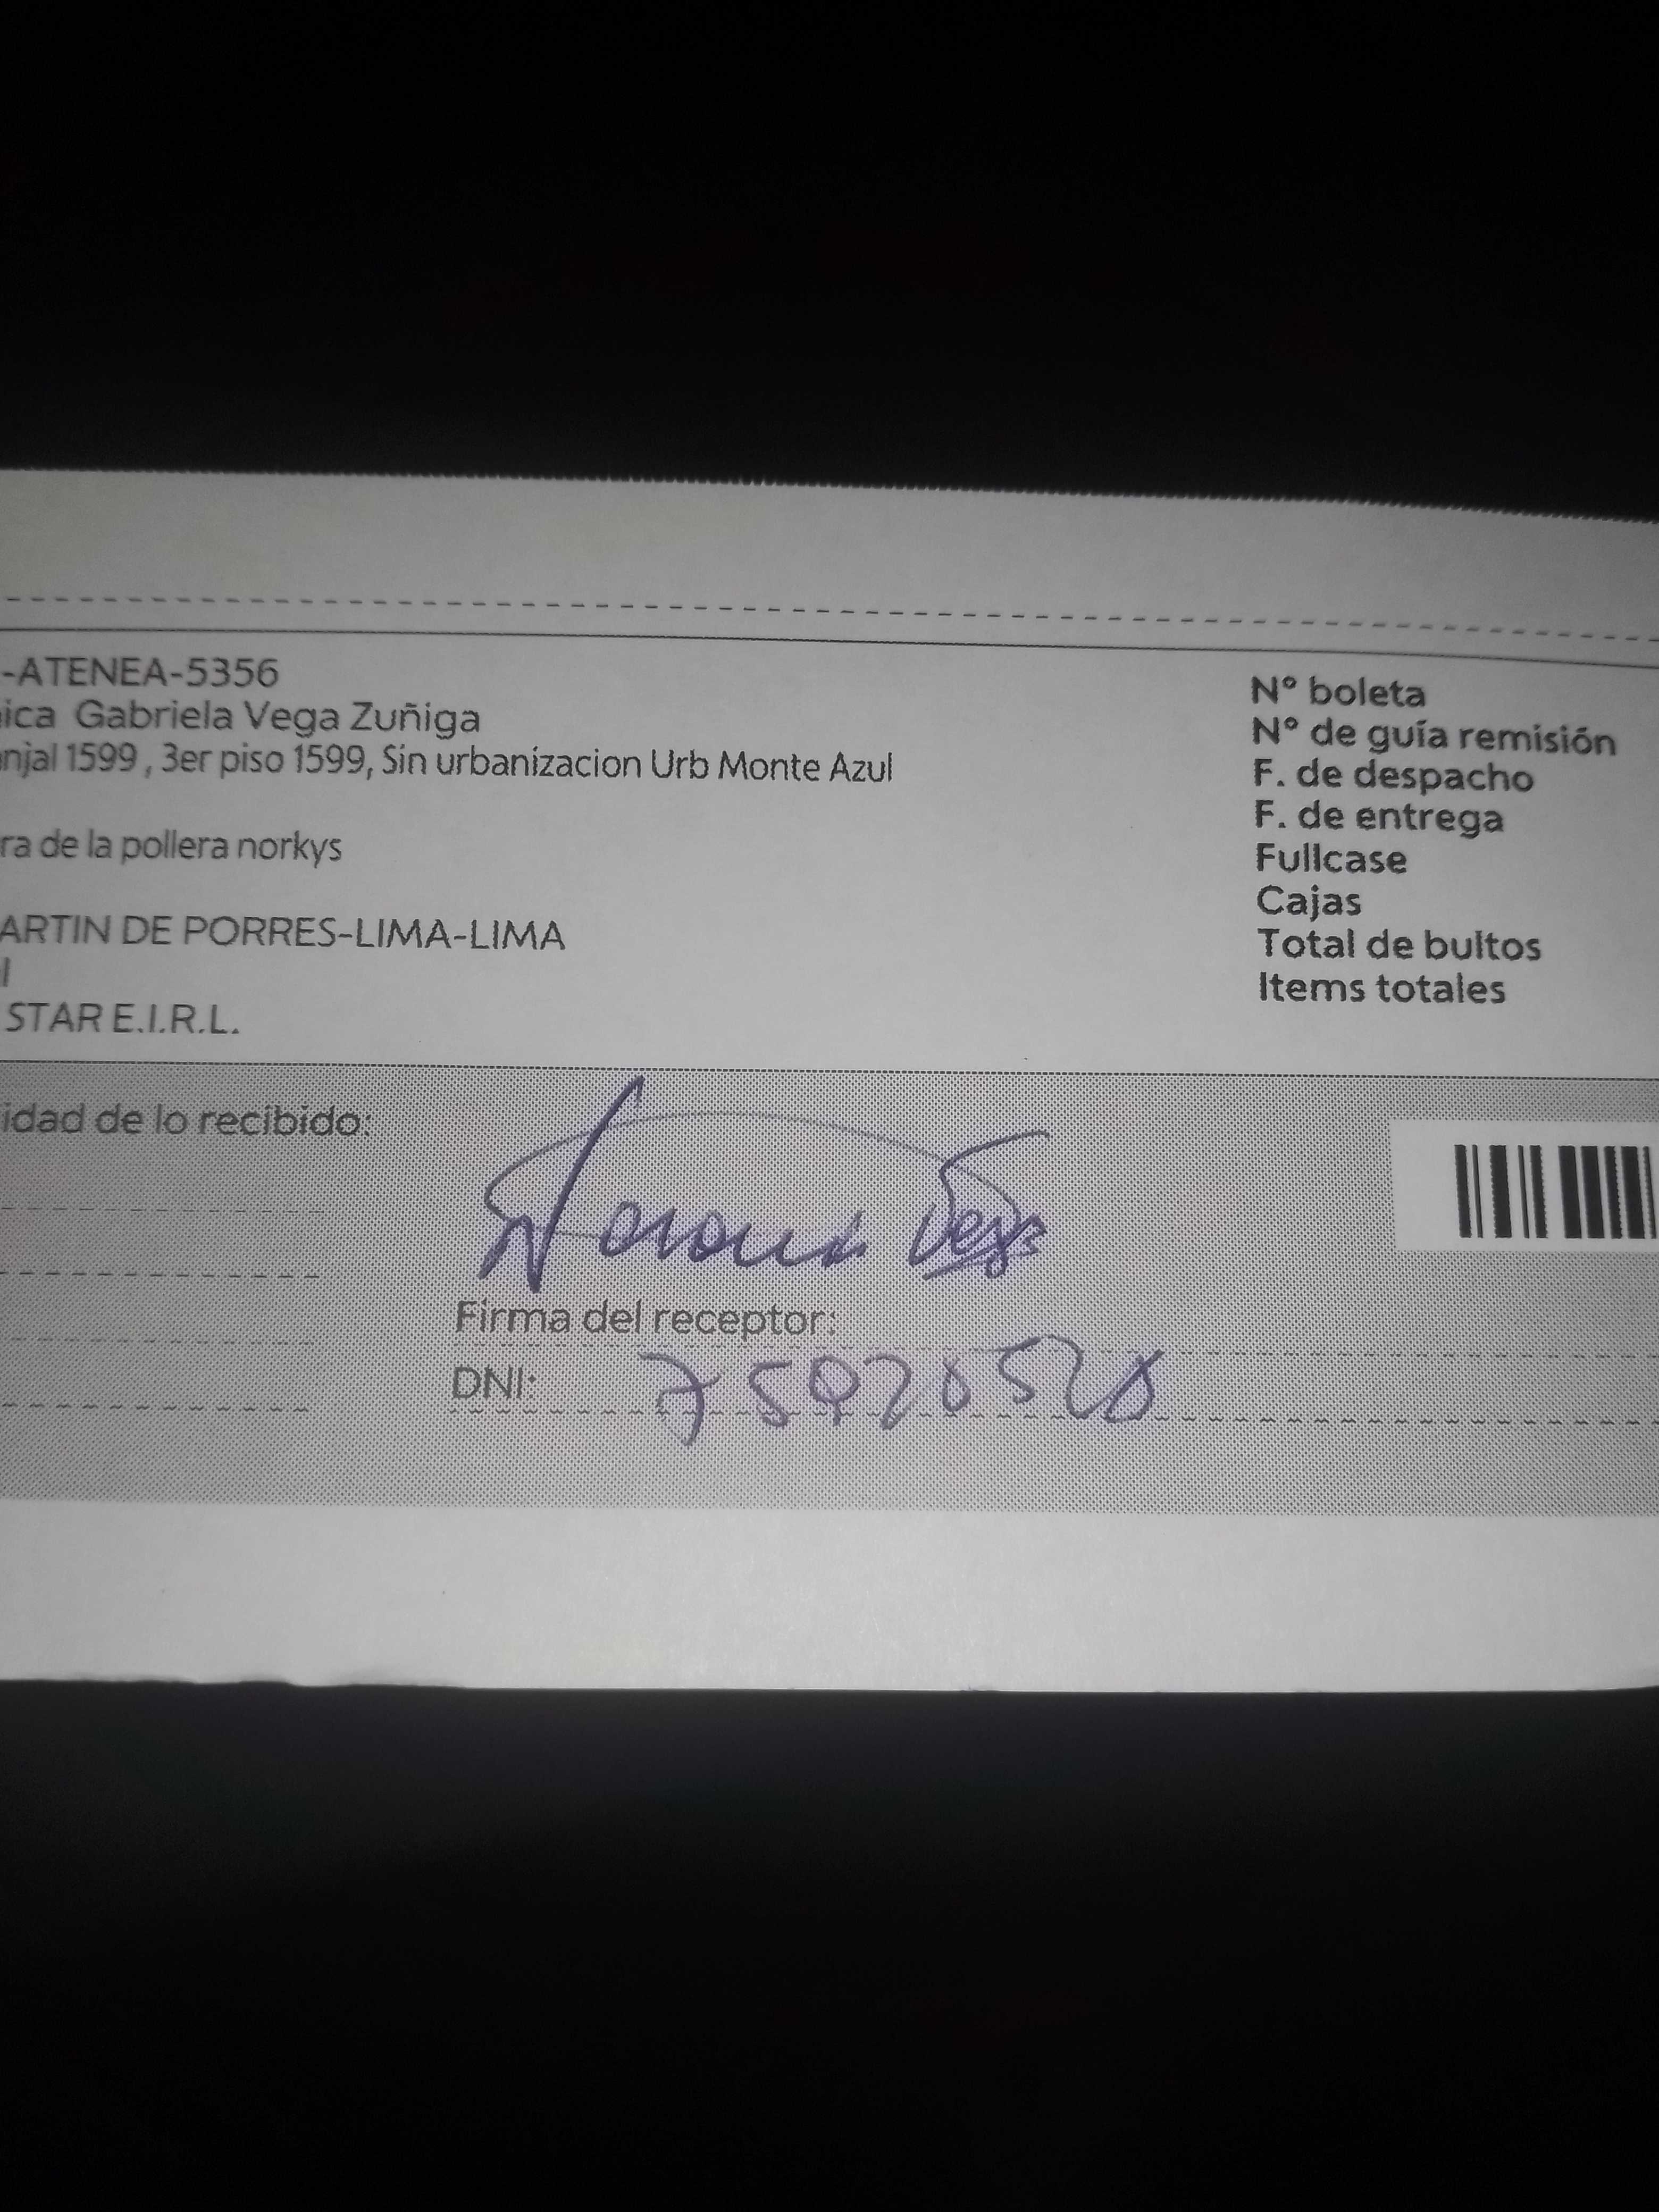 -ATENEA-5356
ica Gabriela Vega Zuñiga
njal 1599 , 3er piso 1599, Sin urbanizacion Urb Monte Azul
ra de la pollera norkys
ARTIN DE PORRES-LIMA-LIMA
l
STAR E.I.R.L.
N° boleta
N° de guía remisión
F. de despacho
F. de entrega
Fullcase
Cajas
Total de bultos
Items totales
idad de lo recibido:
Firma del receptor:
DNI: